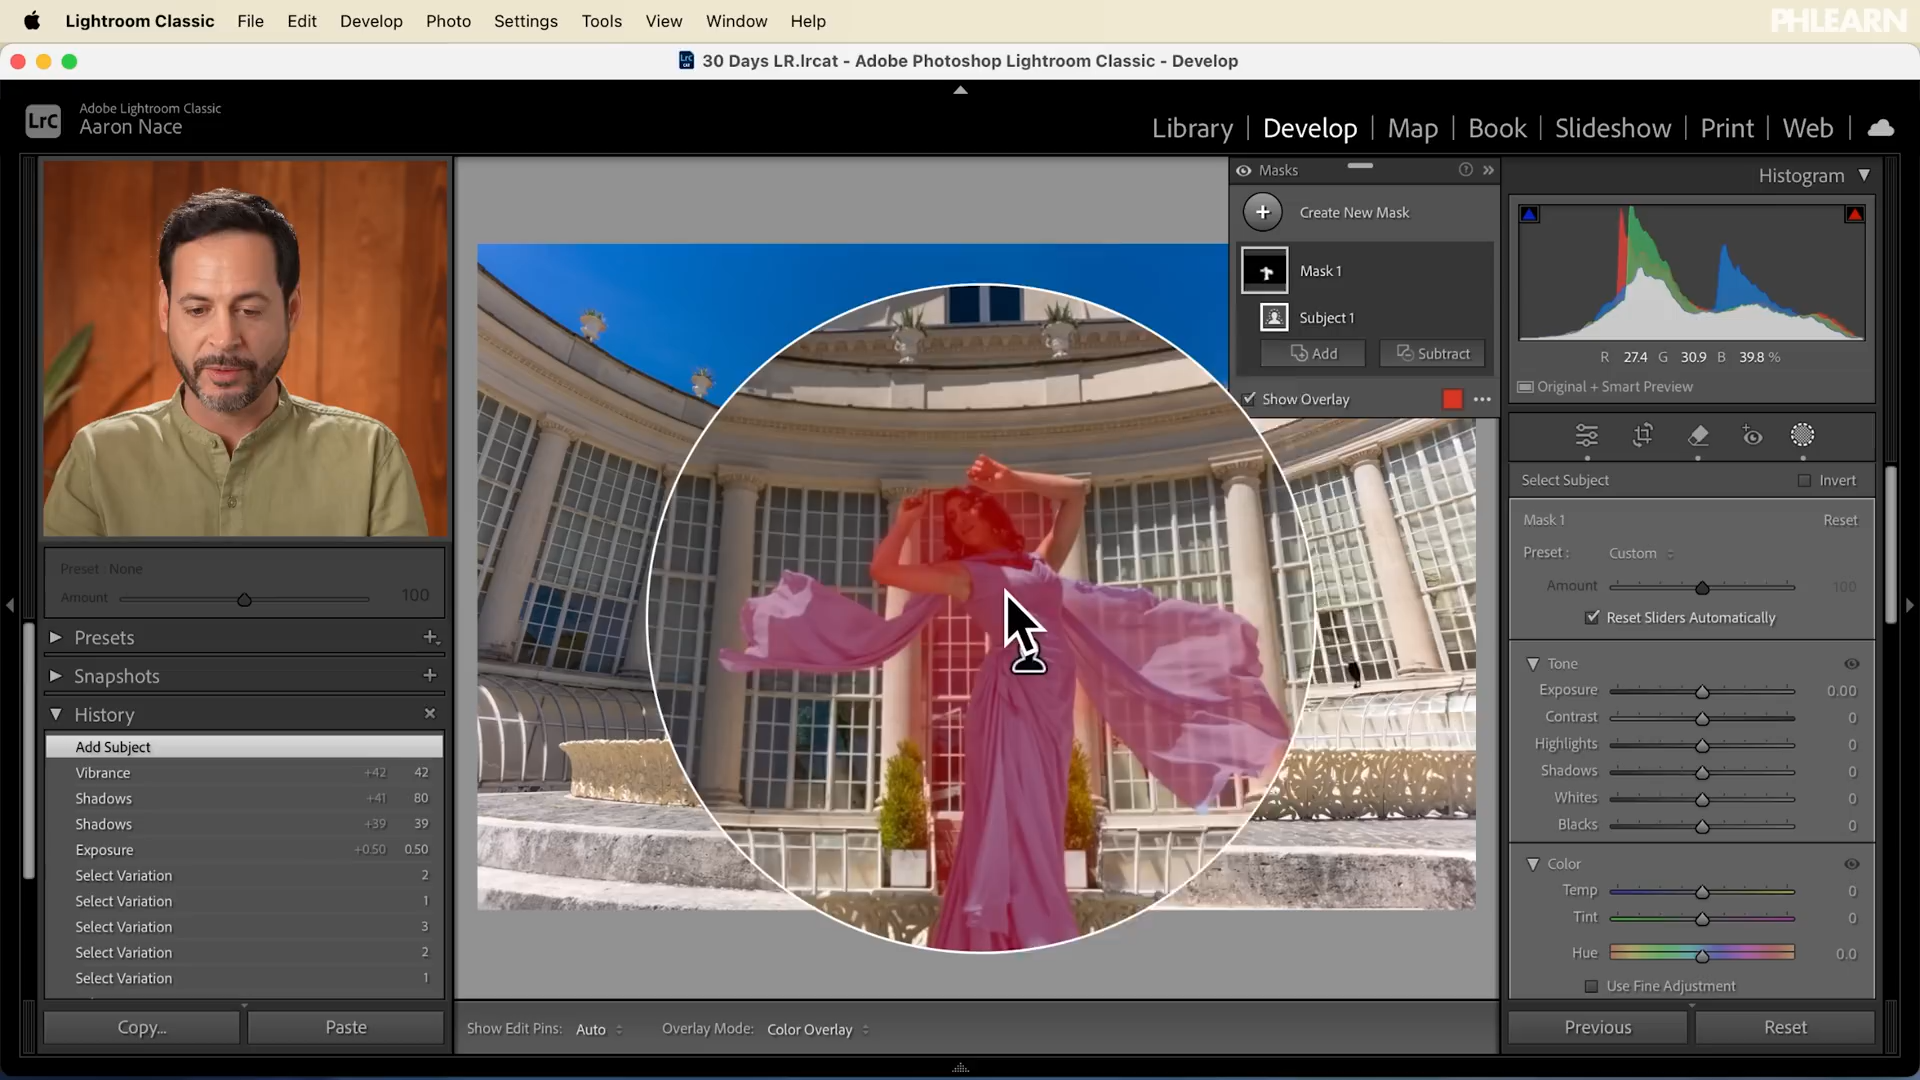 Lightroom Classic File Edit Develop Photo Settings Tools View Window Help
PHLEARN
30 Days LR.lrcat - Adobe Photoshop Lightroom Classic - Develop
LrC
Adobe Lightroom Classic
Aaron Nace
Library | Develop | Map | Book | Slideshow | Print | Web
Preset : None
Amount 100
Presets
Snapshots
History
Add Subject
Vibrance +42 42
Shadows +41 80
Shadows +39 39
Exposure +0.50 0.50
Select Variation 2
Select Variation 1
Select Variation 3
Select Variation 2
Select Variation 1
Copy... Paste
Show Edit Pins: Auto Overlay Mode: Color Overlay
Masks
Create New Mask
Mask 1
Subject 1
Add Subtract
Show Overlay
Histogram
R 27.4 G 30.9 B 39.8 %
Original + Smart Preview
Select Subject Invert
Mask 1 Reset
Preset : Custom
Amount 100
Reset Sliders Automatically
Tone
Exposure 0.00
Contrast 0
Highlights 0
Shadows 0
Whites 0
Blacks 0
Color
Temp 0
Tint 0
Hue 0.0
Use Fine Adjustment
Previous Reset